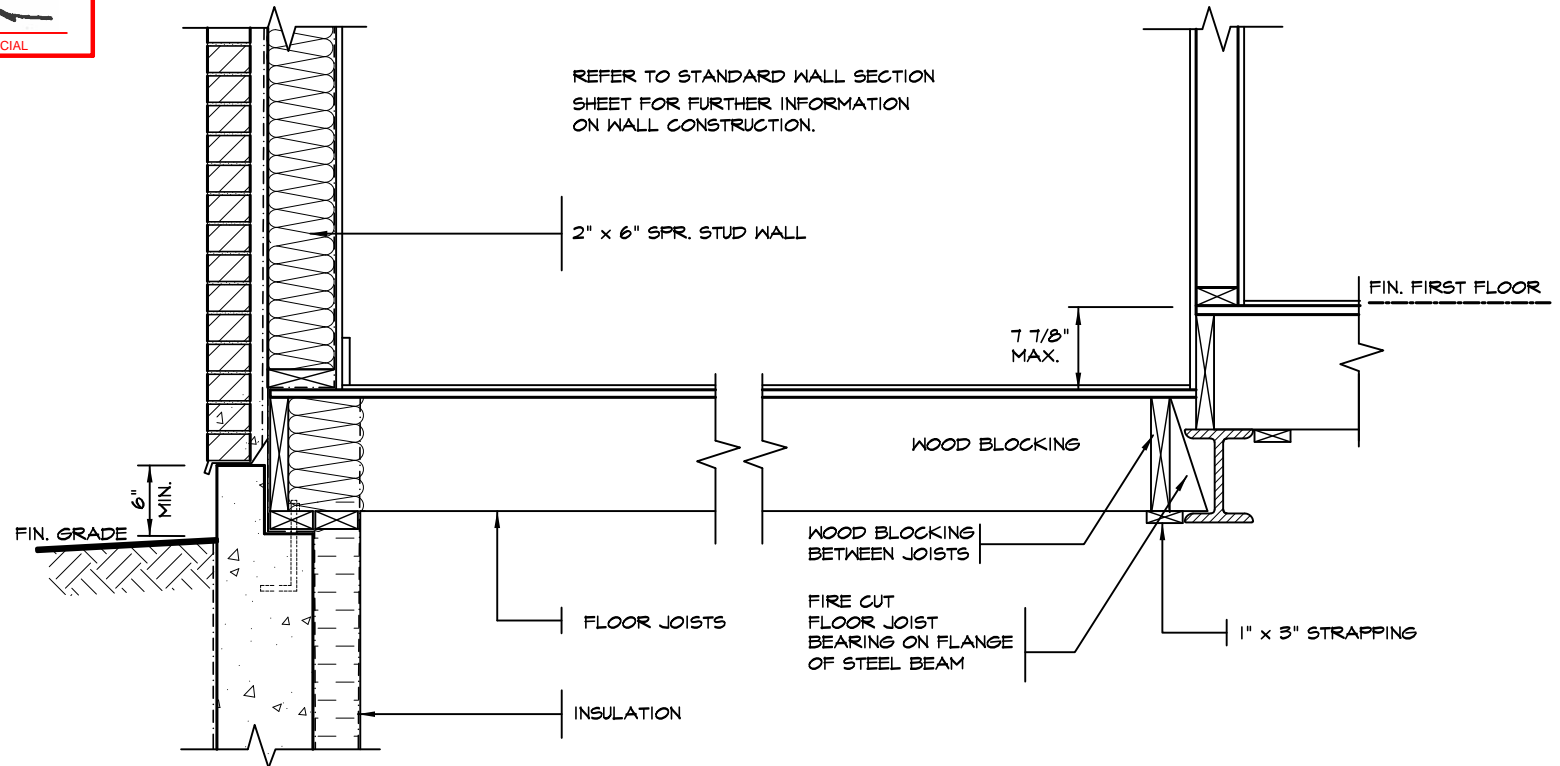 CIAL
REFER TO STANDARD WALL SECTION
SHEET FOR FURTHER INFORMATION
ON WALL CONSTRUCTION.
2" x 6" SPR. STUD WALL
FIN. FIRST FLOOR
7 7/8"
MAX.
WOOD BLOCKING
6"
MIN.
FIN. GRADE
WOOD BLOCKING
BETWEEN JOISTS
FIRE CUT
FLOOR JOIST
BEARING ON FLANGE
OF STEEL BEAM
FLOOR JOISTS
1" x 3" STRAPPING
INSULATION